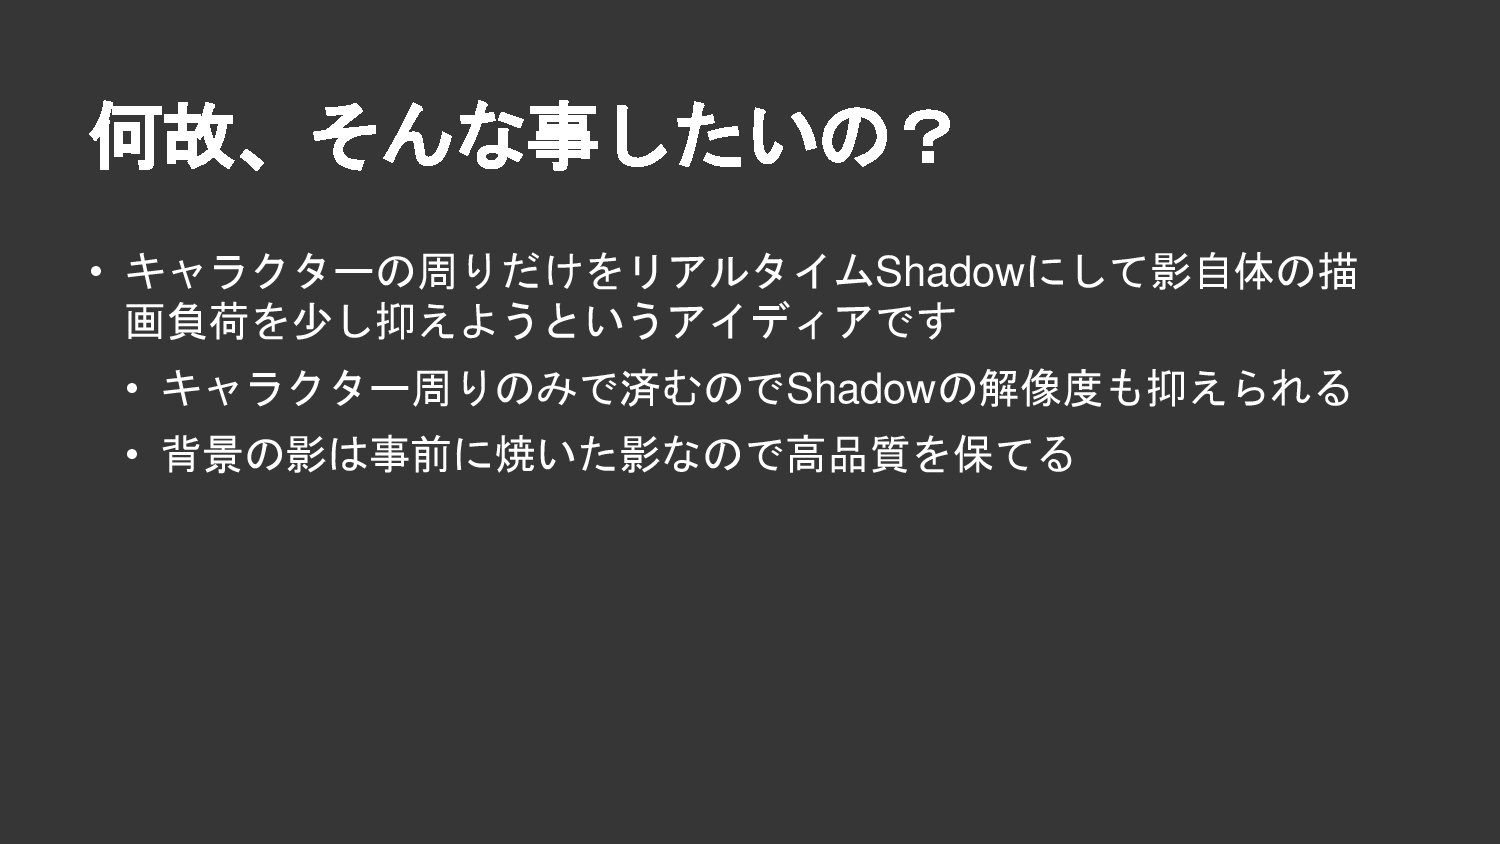 何故、そんな事したいの？
• キャラクターの周りだけをリアルタイムShadowにして影自体の描
画負荷を少し抑えようというアイディアです
• キャラクター周りのみで済むのでShadowの解像度も抑えられる
• 背景の影は事前に焼いた影なので高品質を保てる